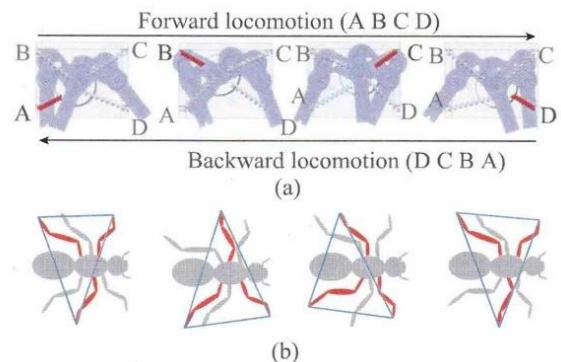 Forward locomotion (A B C D)
B C B C C C
A A A A
D D D D
Backward locomotion (D C B A)
(a)
(b)